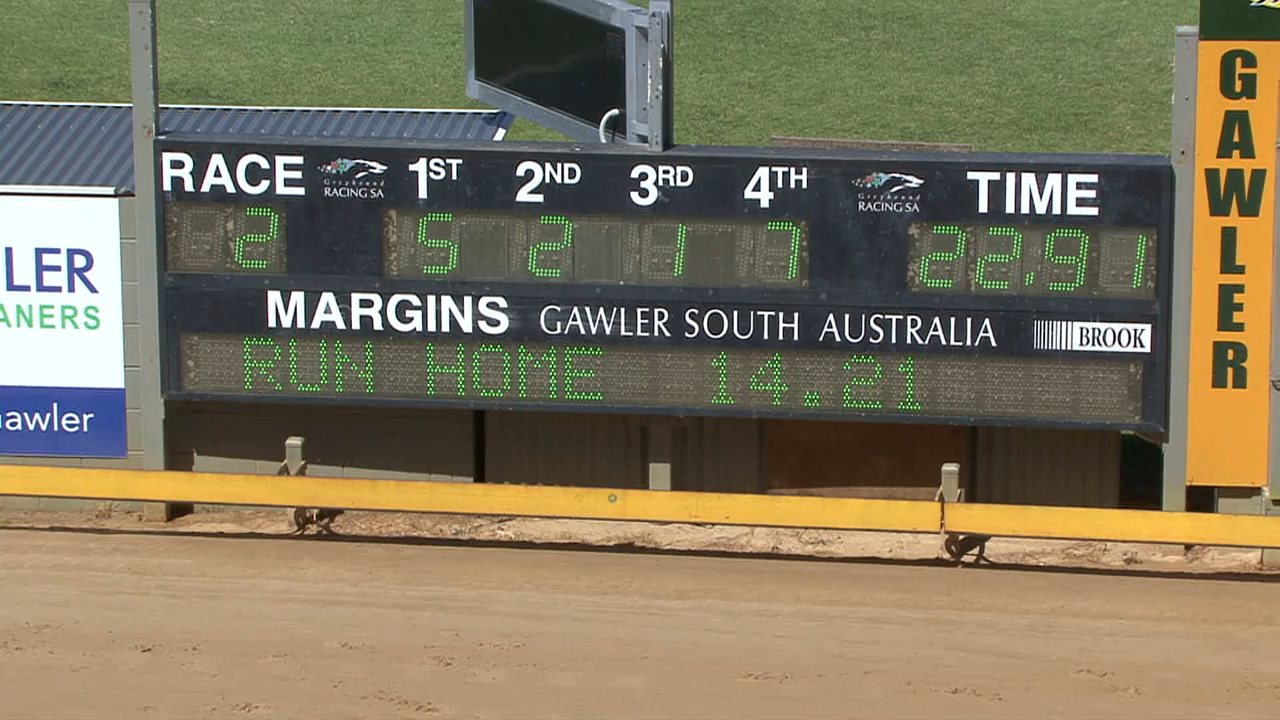 RACE Greyhound RACING SA 1ST 2ND 3RD 4TH Greyhound RACING SA TIME
2 5 2 1 7 22.91
MARGINS GAWLER SOUTH AUSTRALIA BROOK
RUN HOME 14.21
GAWLER
LER
ANERS
awler